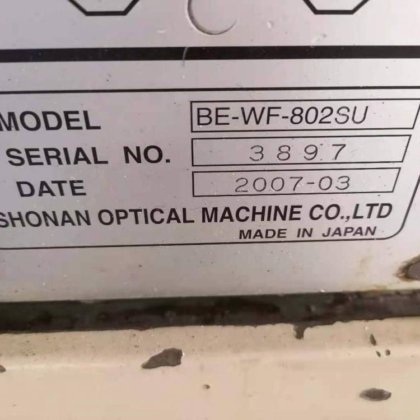 MODEL BE-WF-802SU
SERIAL NO. 3897
DATE 2007-03
SHONAN OPTICAL MACHINE CO.,LTD
MADE IN JAPAN